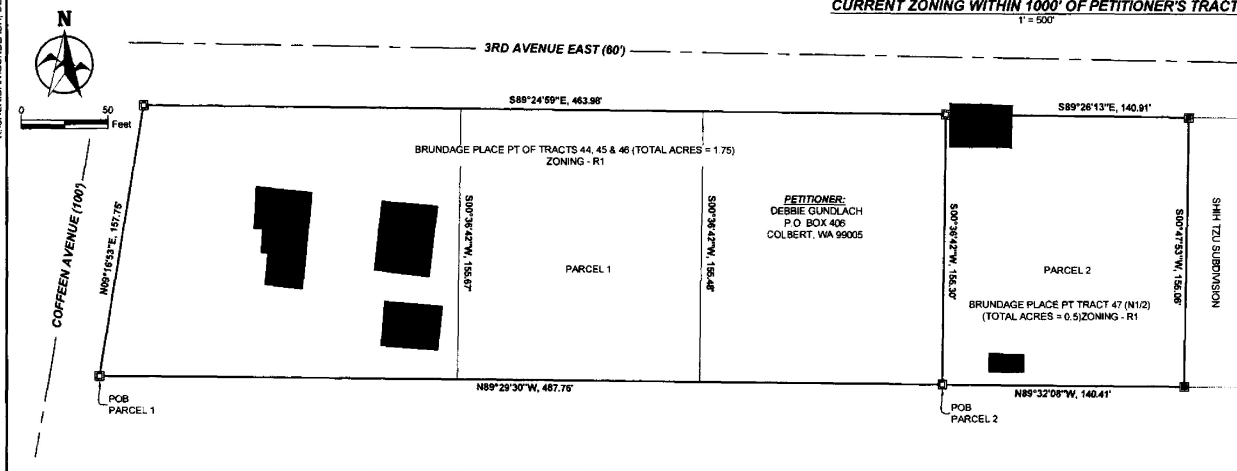 CURRENT ZONING WITHIN 1000' OF PETITIONER'S TRACT
1' = 500'
N
3RD AVENUE EAST (60')
0 50
Feet
S89°24'59"E, 463.98'
S89°26'13"E, 140.91'
BRUNDAGE PLACE PT OF TRACTS 44, 45 & 46 (TOTAL ACRES = 1.75)
ZONING - R1
COFFEEN AVENUE (100')
N09°16'53"E, 157.75'
S00°36'42"W, 155.67'
S00°36'42"W, 155.48'
PETITIONER:
DEBBIE GUNDLACH
P.O. BOX 406
COLBERT, WA 99005
S00°36'42"W, 155.30'
S00°47'53"W, 155.06'
SHIH TZU SUBDIVISION
PARCEL 1
PARCEL 2
BRUNDAGE PLACE PT TRACT 47 (N1/2)
(TOTAL ACRES = 0.5)ZONING - R1
N89°29'30"W, 487.76'
N89°32'08"W, 140.41'
POB
PARCEL 1
POB
PARCEL 2